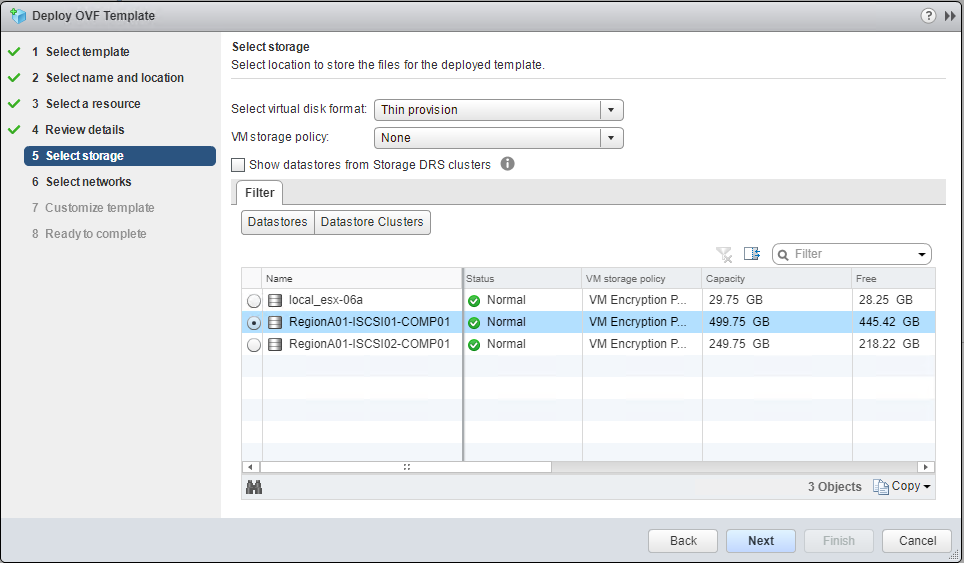 Deploy OVF Template
1 Select template
2 Select name and location
3 Select a resource
4 Review details
5 Select storage
6 Select networks
7 Customize template
8 Ready to complete
Select storage
Select location to store the files for the deployed template.
Select virtual disk format: Thin provision
VM storage policy: None
Show datastores from Storage DRS clusters
Filter
Datastores Datastore Clusters
Filter
Name Status VM storage policy Capacity Free
local_esx-06a Normal VM Encryption P... 29.75 GB 28.25 GB
RegionA01-ISCSI01-COMP01 Normal VM Encryption P... 499.75 GB 445.42 GB
RegionA01-ISCSI02-COMP01 Normal VM Encryption P... 249.75 GB 218.22 GB
3 Objects Copy
Back Next Finish Cancel